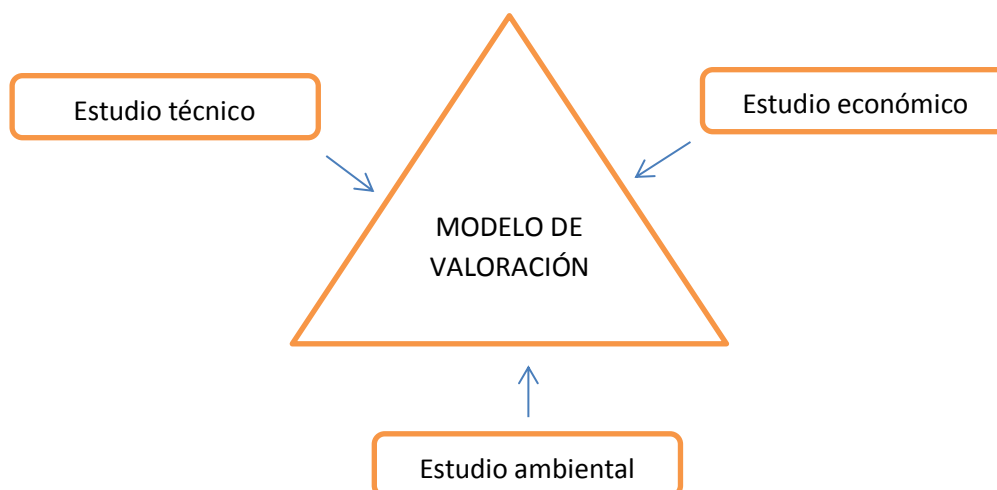 Estudio técnico
Estudio económico
MODELO DE
VALORACIÓN
Estudio ambiental